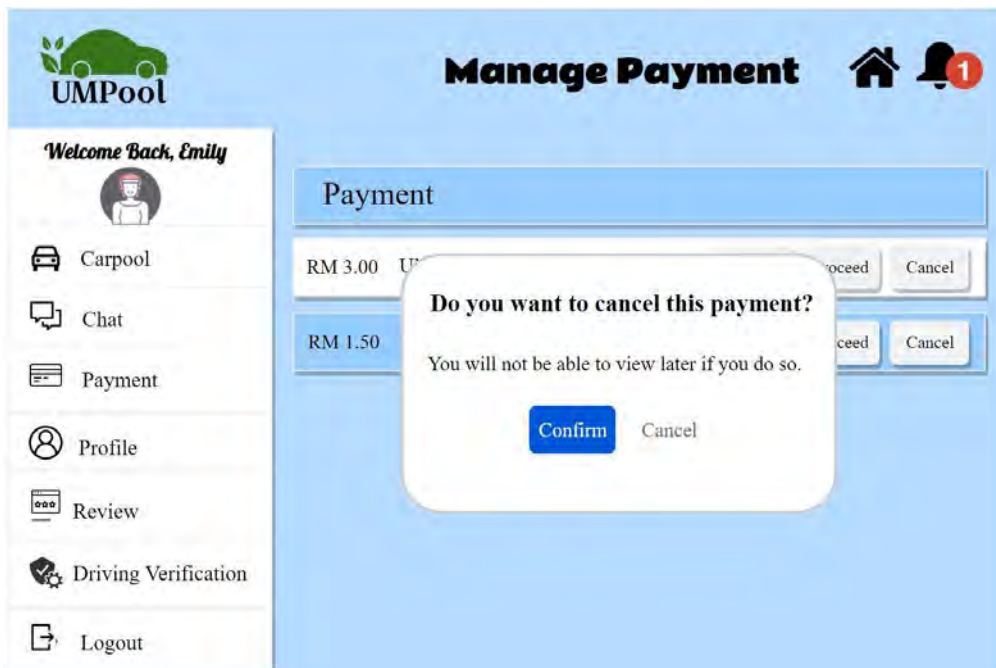 UMPool
Manage Payment
1
Welcome Back, Emily
Carpool
Chat
Payment
Profile
Review
Driving Verification
Logout
Payment
RM 3.00 Cancel
RM 1.50 Cancel
Do you want to cancel this payment?
You will not be able to view later if you do so.
Confirm Cancel